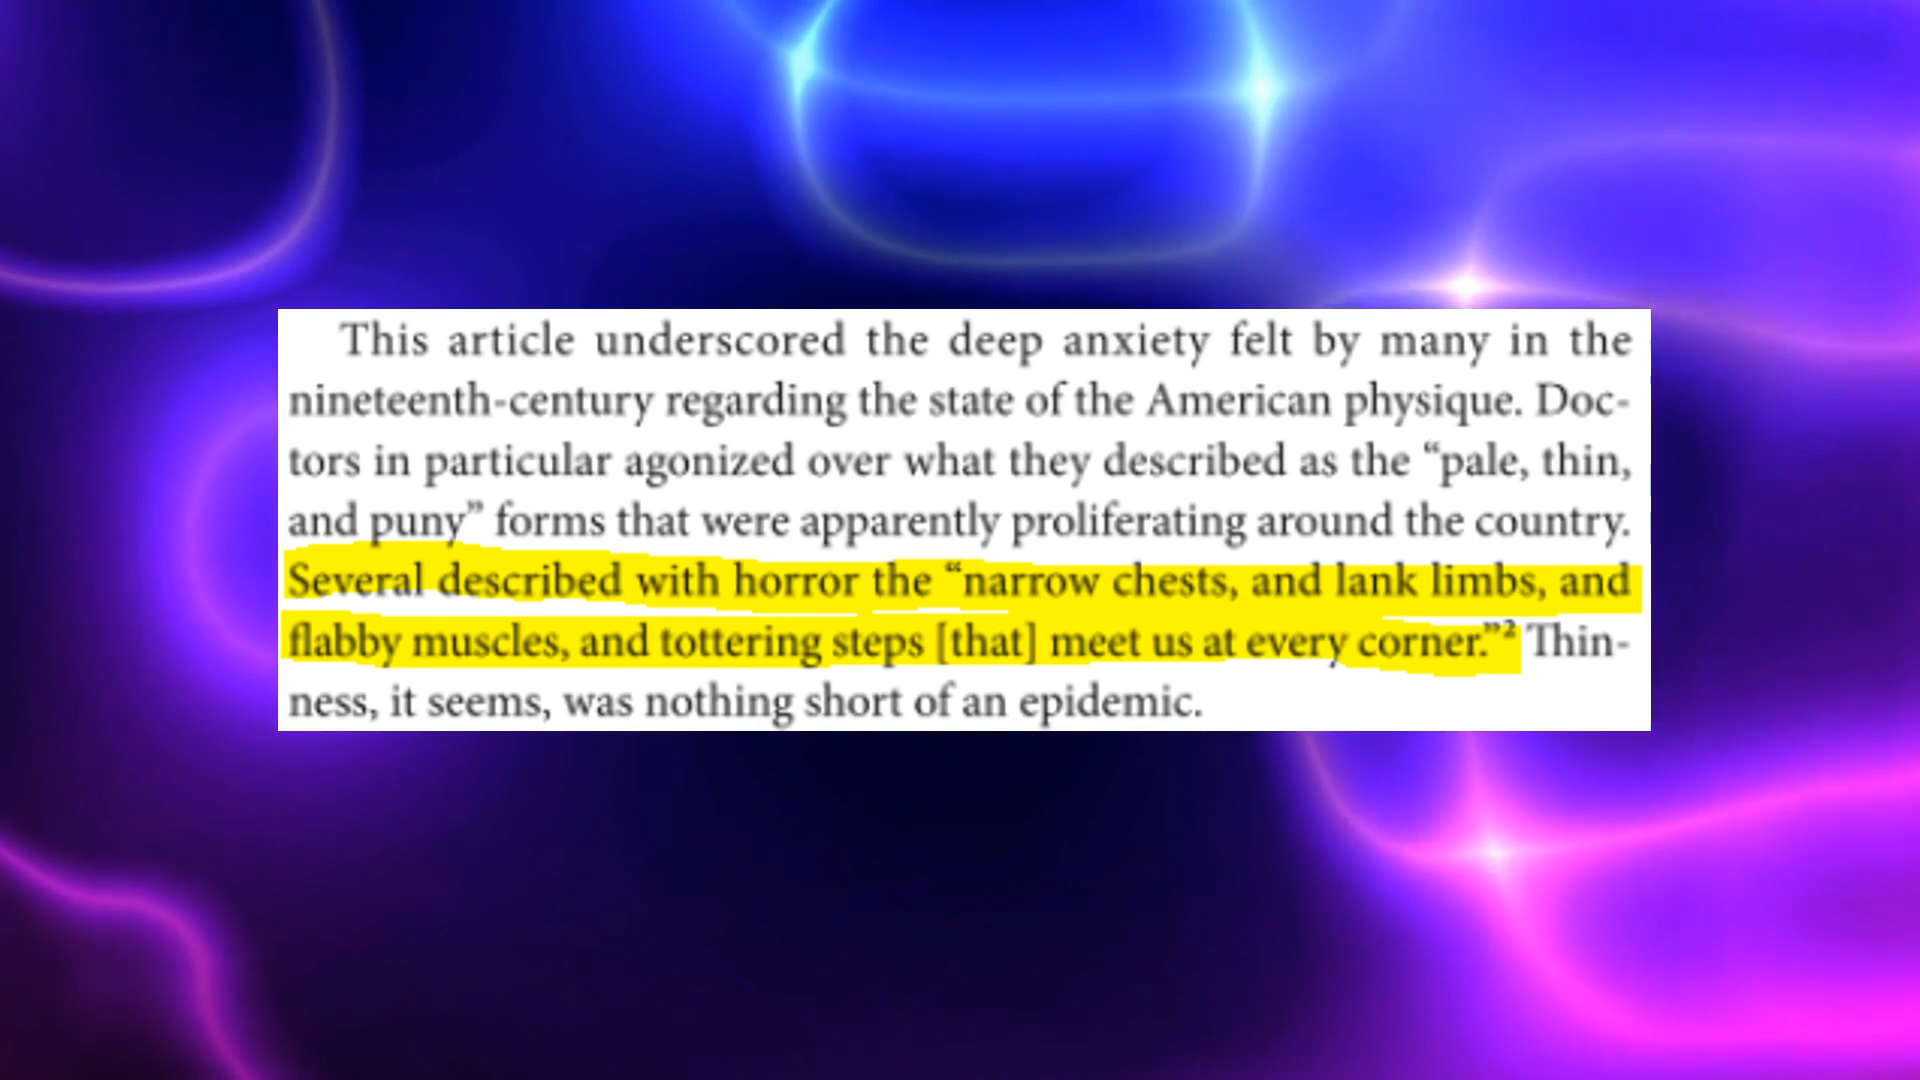 This article underscored the deep anxiety felt by many in the
nineteenth-century regarding the state of the American physique. Doc-
tors in particular agonized over what they described as the “pale, thin,
and puny” forms that were apparently proliferating around the country.
Several described with horror the “narrow chests, and lank limbs, and
flabby muscles, and tottering steps [that] meet us at every corner.”² Thin-
ness, it seems, was nothing short of an epidemic.